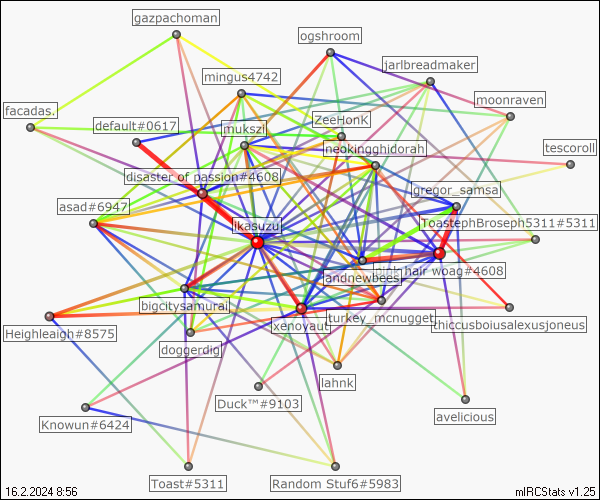 gazpachoman
ogshroom
jarlbreadmaker
mingus4742
moonraven
facadas.
ZeeHonk
default#0617
mukszi
neokingghidorah
tescoroll
disaster of passion#4608
gregor_samsa
asad#6947
ikasuzu
ToastephBroseph5311#5311
hair woag#4608
landnewbees
bigcitysamurai
xenoyaut
turkey_mcnugget
chiccusboiusalexusjoneus
Heighleaigh#8575
doggerdig
lahnk
Duck™#9103
avelicious
Knowun#6424
Toast#5311
Random Stuf6#5983
16.2.2024 8:56
mIRCStats v1.25